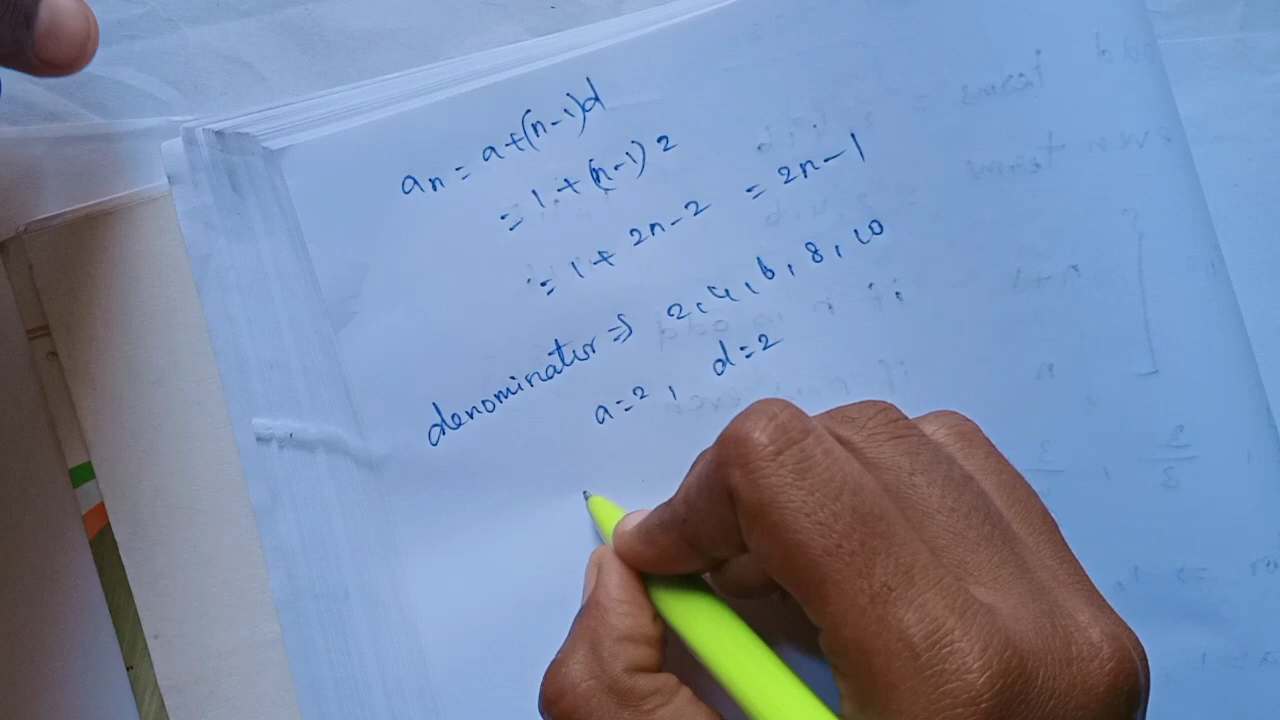 an = a+(n-1)d
= 1 + (n-1) 2
= 1 + 2n-2 = 2n-1
denominator ⇒ 2, 4, 6, 8, 10
a=2, d=2